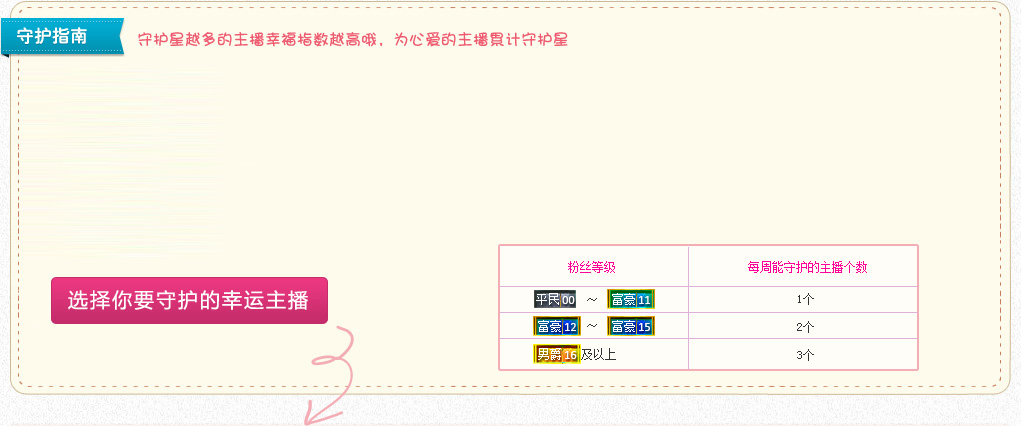 守护指南
守护星越多的主播幸福指数越高哦，为心爱的主播累计守护星
选择你要守护的幸运主播
粉丝等级 每周能守护的主播个数
平民00 ～ 富豪11 1个
富豪12 ～ 富豪15 2个
男爵16及以上 3个